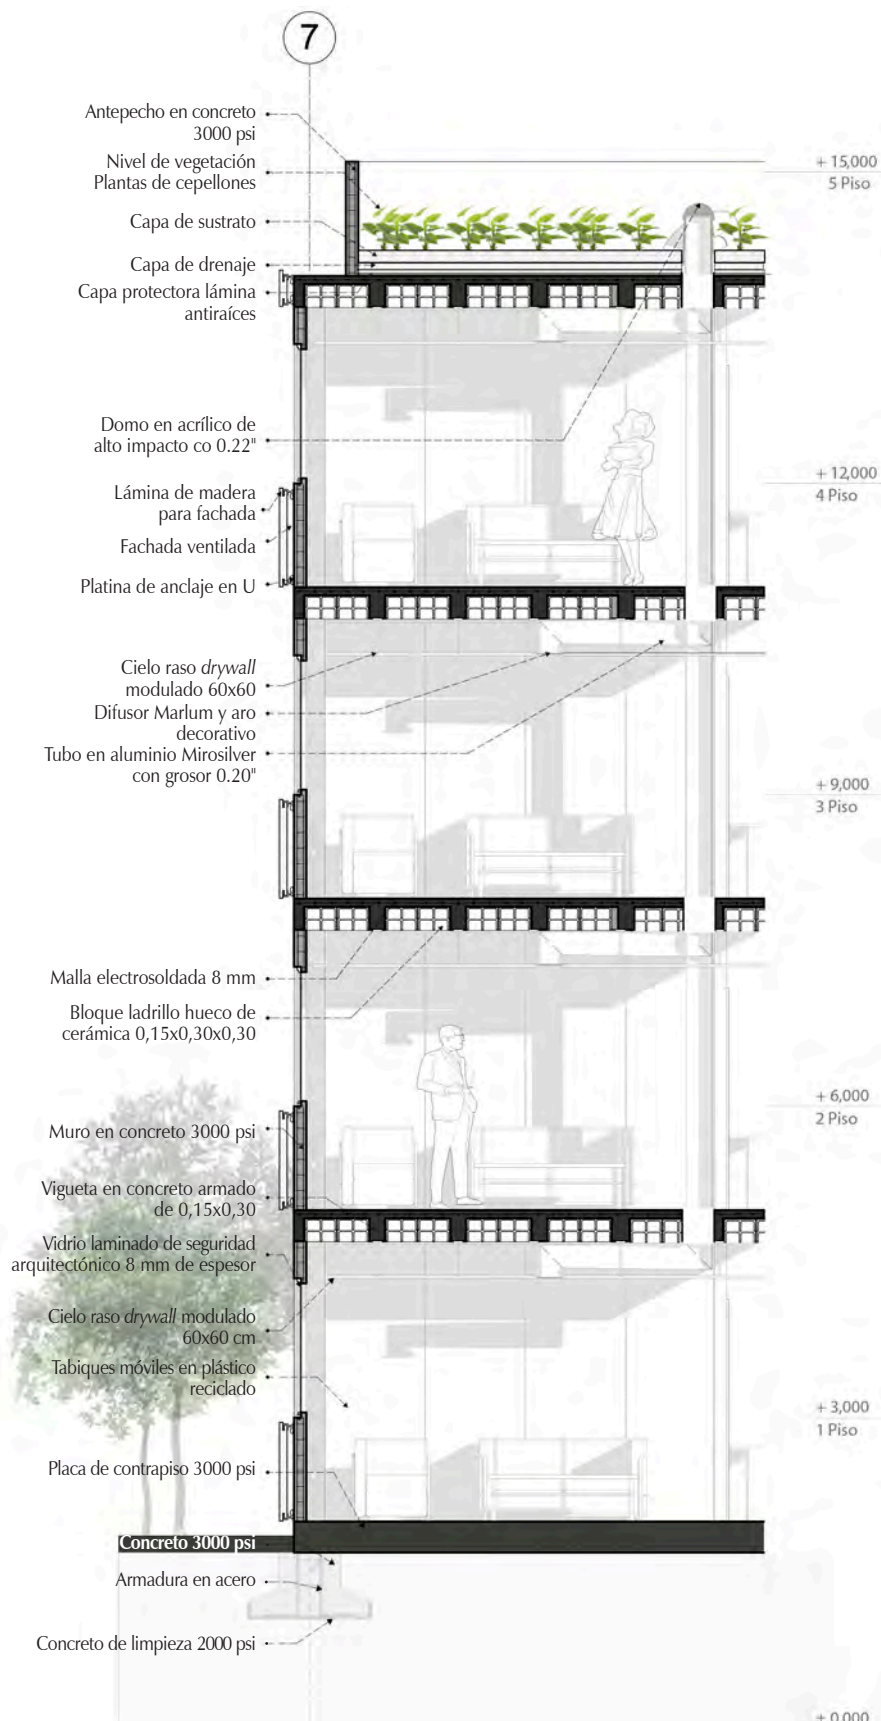 7
Antepecho en concreto
3000 psi
Nivel de vegetación
Plantas de cepellones
Capa de sustrato
Capa de drenaje
Capa protectora lámina
antiraíces
+ 15,000
5 Piso
Domo en acrílico de
alto impacto co 0.22"
Lámina de madera
para fachada
Fachada ventilada
Platina de anclaje en U
+ 12,000
4 Piso
Cielo raso drywall
modulado 60x60
Difusor Marlum y aro
decorativo
Tubo en aluminio Mirosilver
con grosor 0.20"
+ 9,000
3 Piso
Malla electrosoldada 8 mm
Bloque ladrillo hueco de
cerámica 0,15x0,30x0,30
Muro en concreto 3000 psi
Vigueta en concreto armado
de 0,15x0,30
+ 6,000
2 Piso
Vidrio laminado de seguridad
arquitectónico 8 mm de espesor
Cielo raso drywall modulado
60x60 cm
Tabiques móviles en plástico
reciclado
+ 3,000
1 Piso
Placa de contrapiso 3000 psi
Concreto 3000 psi
Armadura en acero
Concreto de limpieza 2000 psi
+ 0,000